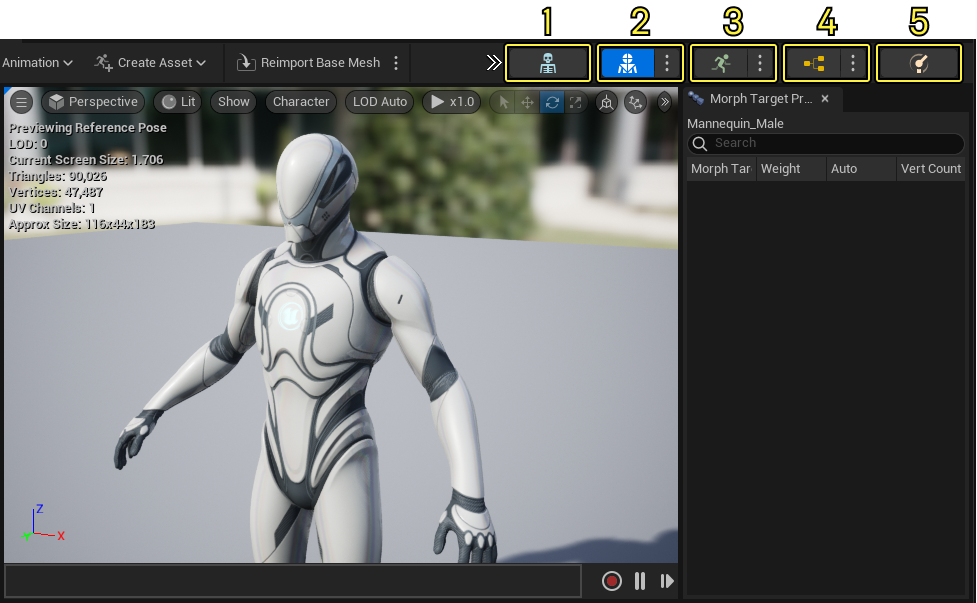 1 2 3 4 5
Animation Create Asset Reimport Base Mesh
Perspective Lit Show Character LOD Auto x1.0
Morph Target Pr...
Previewing Reference Pose
LOD: 0
Current Screen Size: 1.706
Triangles: 90,026
Vertices: 47,487
UV Channels: 1
Approx Size: 116x44x183
Mannequin_Male
Search
Morph Tar Weight Auto Vert Count
Z
X